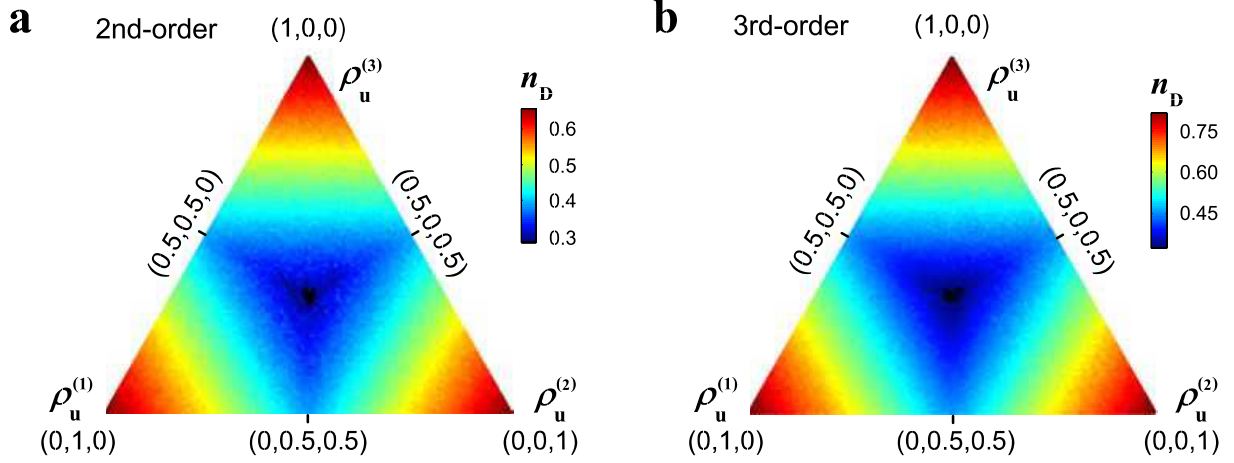 a
2nd-order
(1,0,0)
ρu(3)
nD
0.6
0.5
0.4
0.3
(0.5,0.5,0)
(0.5,0,0.5)
ρu(1)
(0,1,0)
(0,0.5,0.5)
ρu(2)
(0,0,1)
b
3rd-order
(1,0,0)
ρu(3)
nD
0.75
0.60
0.45
(0.5,0.5,0)
(0.5,0,0.5)
ρu(1)
(0,1,0)
(0,0.5,0.5)
ρu(2)
(0,0,1)